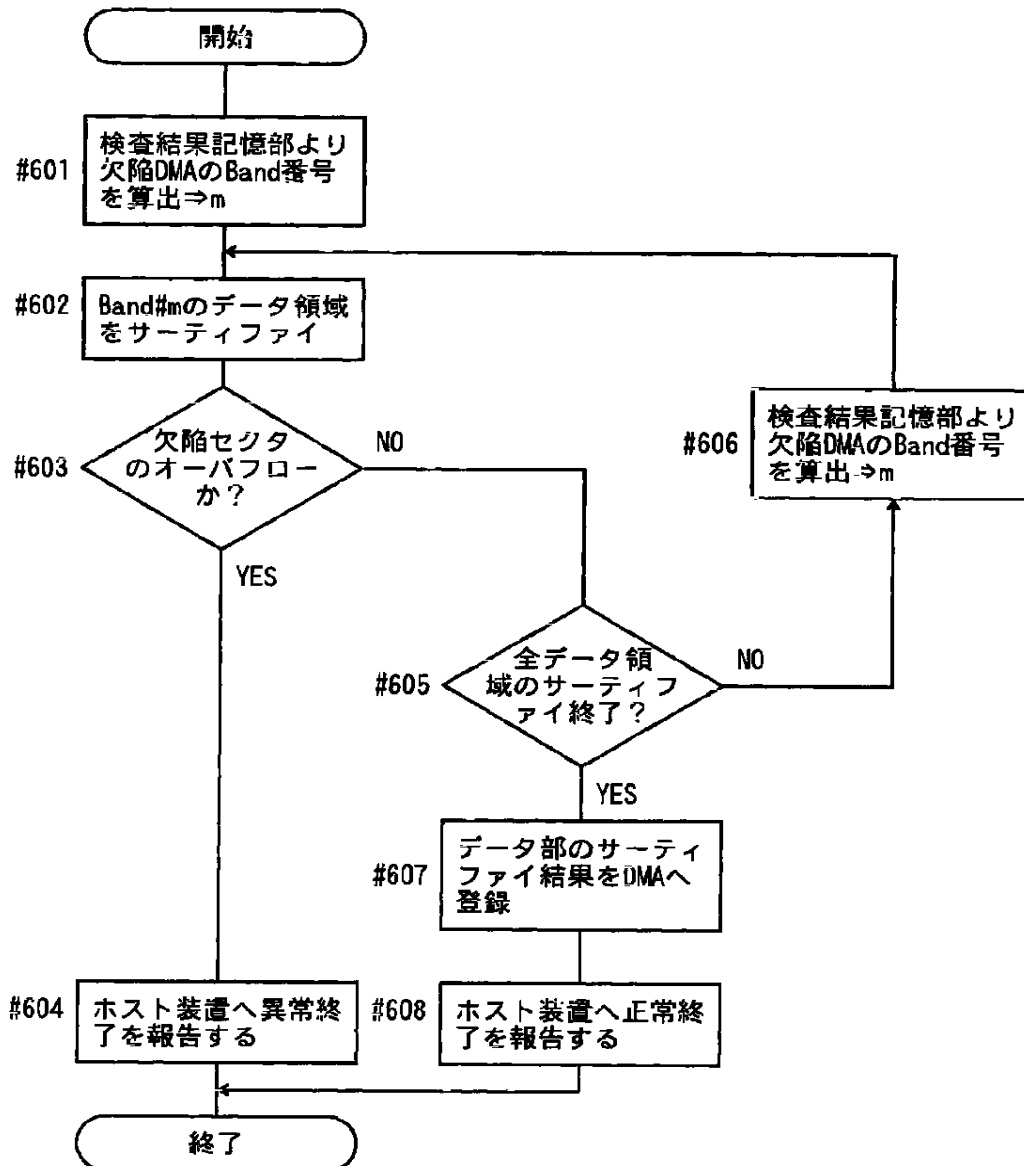 開始
#601
検査結果記憶部より
欠陥DMAのBand番号
を算出⇒m
#602
Band#mのデータ領域
をサーティファイ
#603
欠陥セクタ
のオーバフロー
か？
NO
YES
#606
検査結果記憶部より
欠陥DMAのBand番号
を算出⇒m
#605
全データ領
域のサーティフ
ァイ終了？
NO
YES
#607
データ部のサーティ
ファイ結果をDMAへ
登録
#604
ホスト装置へ異常終
了を報告する
#608
ホスト装置へ正常終
了を報告する
終了